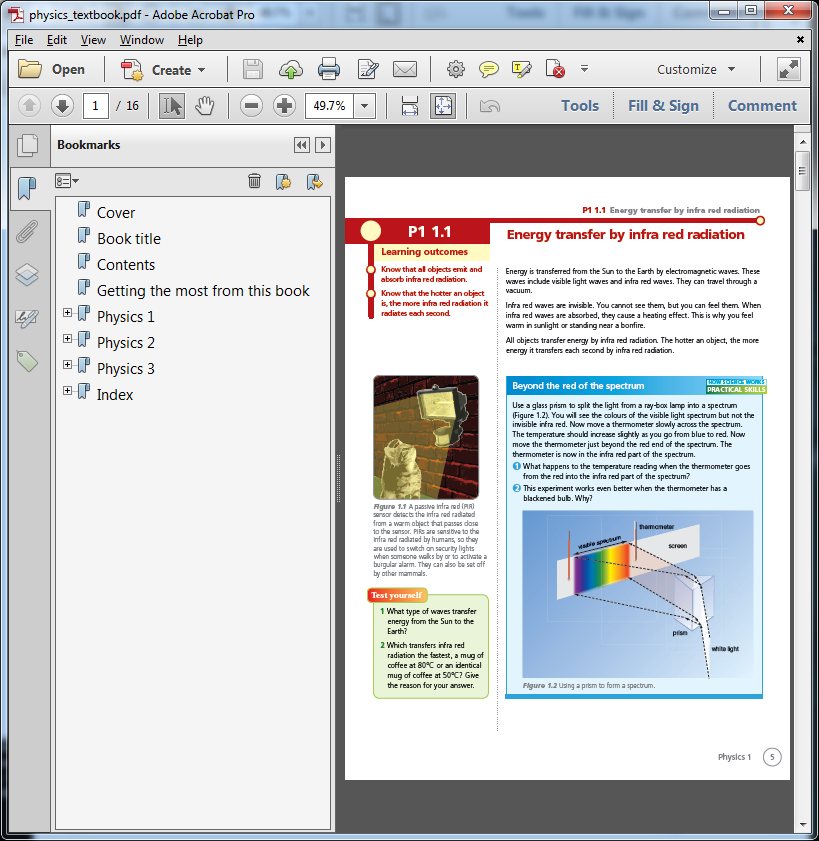 physics_textbook.pdf - Adobe Acrobat Pro
File Edit View Window Help
Open Create Customize
1 / 16 49.7% Tools Fill & Sign Comment
Bookmarks
Cover
Book title
Contents
Getting the most from this book
Physics 1
Physics 2
Physics 3
Index
P1 1.1 Energy transfer by infra red radiation
P1 1.1
Learning outcomes
Know that all objects emit and
absorb infra red radiation.
Know that the hotter an object
is, the more infra red radiation it
radiates each second.
Energy transfer by infra red radiation
Energy is transferred from the Sun to the Earth by electromagnetic waves. These
waves include visible light waves and infra red waves. They can travel through a
vacuum.
Infra red waves are invisible. You cannot see them, but you can feel them. When
infra red waves are absorbed, they cause a heating effect. This is why you feel
warm in sunlight or standing near a bonfire.
All objects transfer energy by infra red radiation. The hotter an object, the more
energy it transfers each second by infra red radiation.
Figure 1.1 A passive infra red (PIR)
sensor detects the infra red radiated
from a warm object that passes close
to the sensor. PIRs are sensitive to the
infra red radiated by humans, so they
are used to switch on security lights
when someone walks by or to activate a
burgular alarm. They can also be set off
by other mammals.
Test yourself
1 What type of waves transfer
energy from the Sun to the
Earth?
2 Which transfers infra red
radiation the fastest, a mug of
coffee at 80°C or an identical
mug of coffee at 50°C? Give
the reason for your answer.
Beyond the red of the spectrum
HOW SCIENCE WORKS
PRACTICAL SKILLS
Use a glass prism to split the light from a ray-box lamp into a spectrum
(Figure 1.2). You will see the colours of the visible light spectrum but not the
invisible infra red. Now move a thermometer slowly across the spectrum.
The temperature should increase slightly as you go from blue to red. Now
move the thermometer just beyond the red end of the spectrum. The
thermometer is now in the infra red part of the spectrum.
1 What happens to the temperature reading when the thermometer goes
from the red into the infra red part of the spectrum?
2 This experiment works even better when the thermometer has a
blackened bulb. Why?
thermometer
visible spectrum
screen
prism
white light
Figure 1.2 Using a prism to form a spectrum.
Physics 1 5